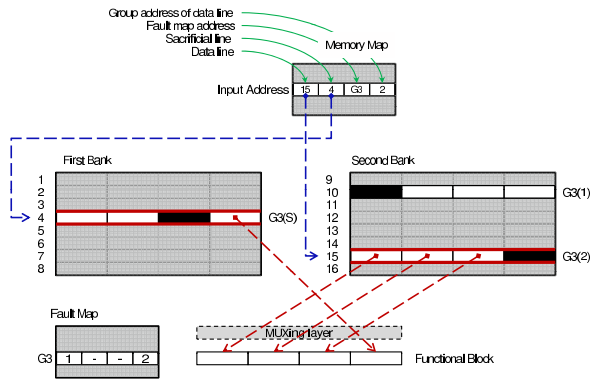 Group address of data line
Fault map address
Sacrificial line
Data line
Memory Map
Input Address 15 4 G3 2
First Bank
1
2
3
4 G3(S)
5
6
7
8
Second Bank
9
10 G3(1)
11
12
13
14
15 G3(2)
16
Fault Map
G3 1 - - 2
MUXing layer
Functional Block